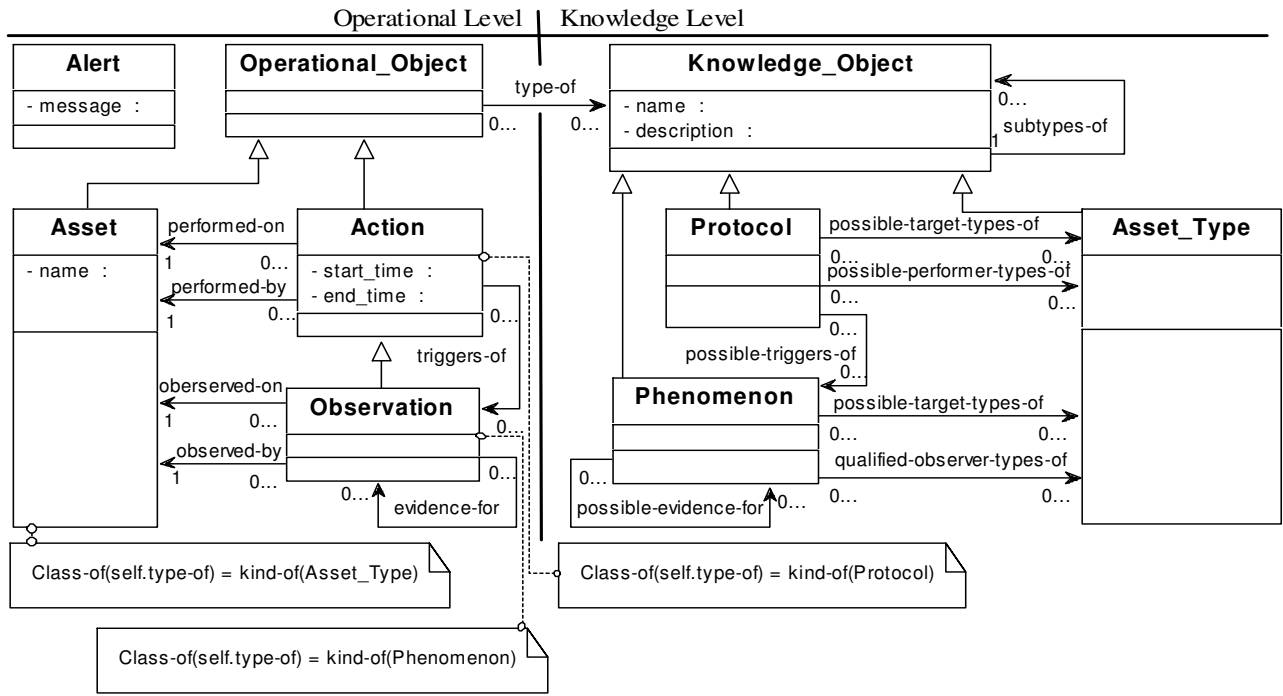 Operational Level
Knowledge Level
Alert
- message :
Operational_Object
type-of
0...
0...
Knowledge_Object
- name :
- description :
0...
subtypes-of
1
Asset
- name :
performed-on
1
0...
performed-by
1
0...
Action
- start_time :
- end_time :
0...
triggers-of
0...
oberserved-on
1
0...
observed-by
1
0...
Observation
0...
0...
evidence-for
Protocol
possible-target-types-of
0...
0...
possible-performer-types-of
0...
0...
0...
possible-triggers-of
0...
Asset_Type
Phenomenon
possible-target-types-of
0...
0...
qualified-observer-types-of
0...
0...
0...
possible-evidence-for
0...
Class-of(self.type-of) = kind-of(Asset_Type)
Class-of(self.type-of) = kind-of(Protocol)
Class-of(self.type-of) = kind-of(Phenomenon)